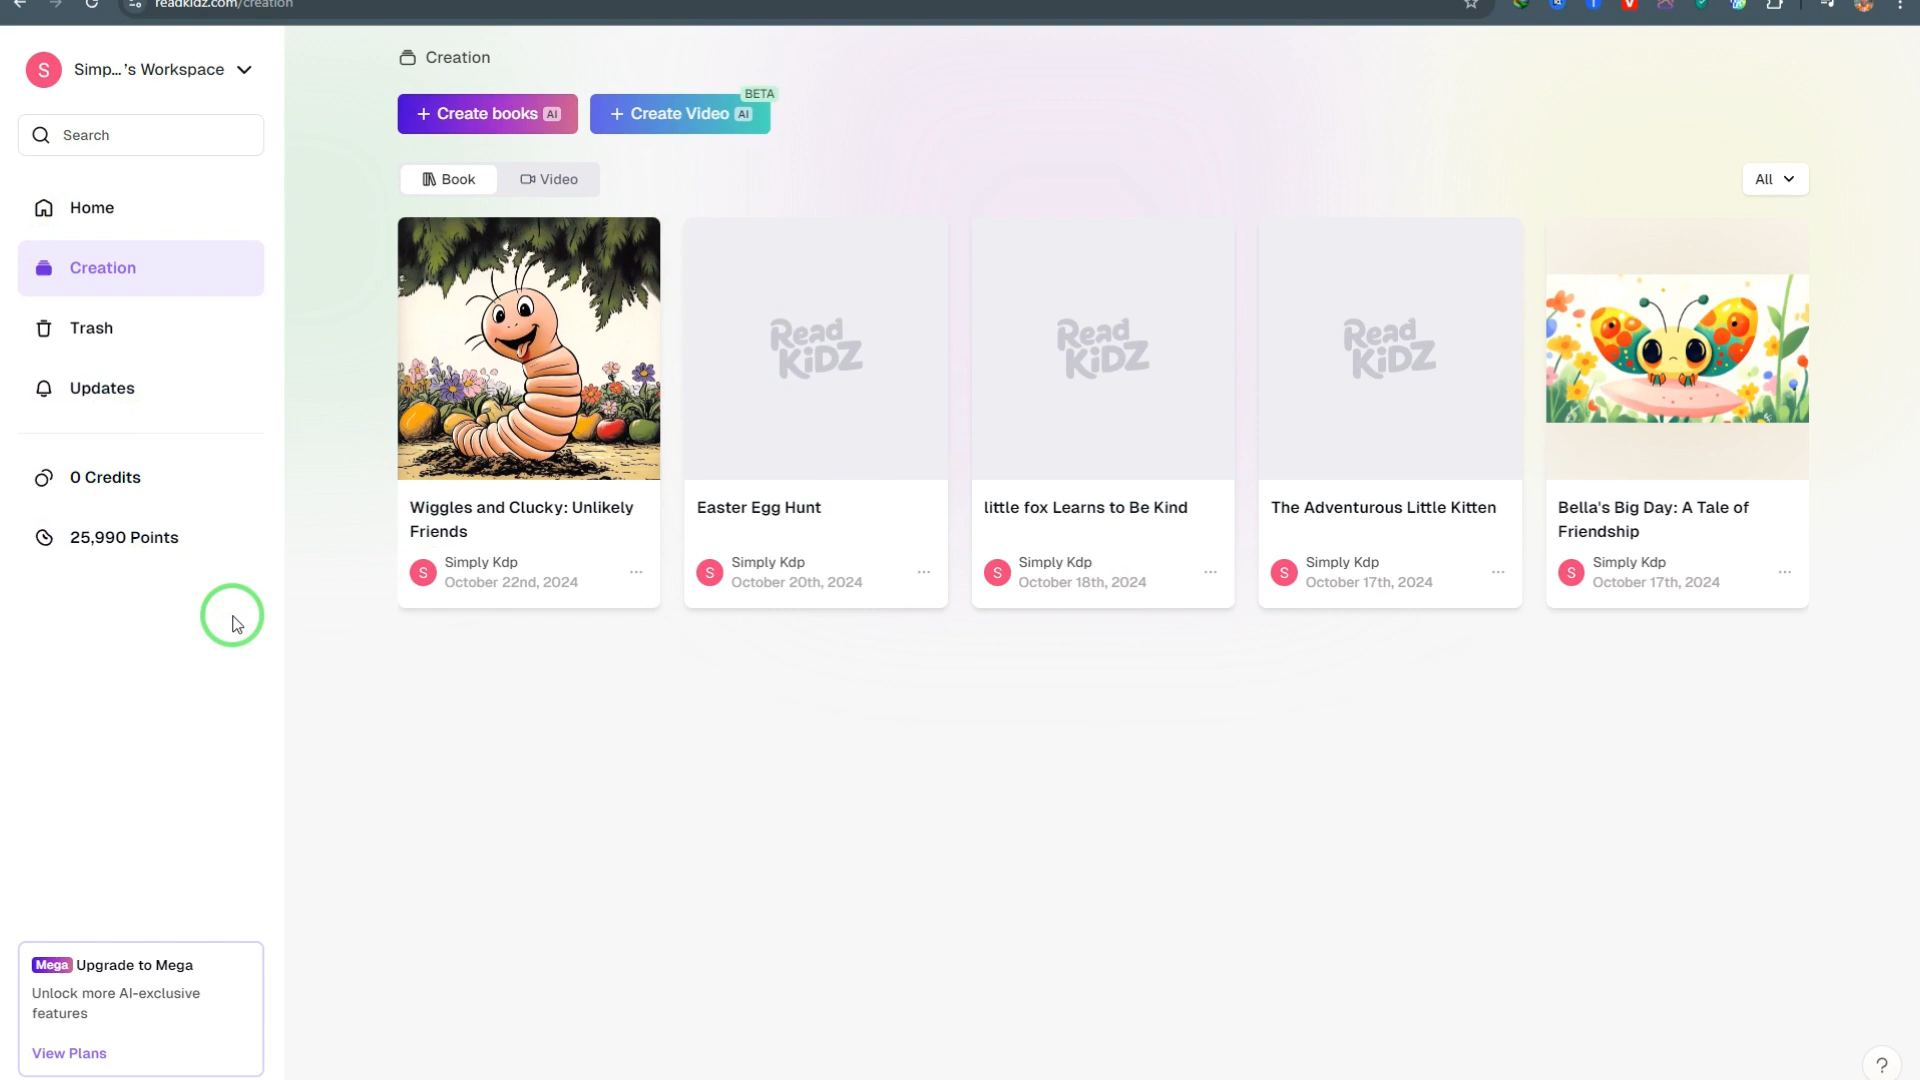 readkidz.com/creation
S Simp...'s Workspace
Search
Home
Creation
Trash
Updates
0 Credits
25,990 Points
Mega Upgrade to Mega
Unlock more AI-exclusive
features
View Plans
Creation
+ Create books AI
+ Create Video AI
BETA
Book
Video
All
Read
KiDZ
Read
KiDZ
Read
KiDZ
Wiggles and Clucky: Unlikely
Friends
S Simply Kdp
October 22nd, 2024
Easter Egg Hunt
S Simply Kdp
October 20th, 2024
little fox Learns to Be Kind
S Simply Kdp
October 18th, 2024
The Adventurous Little Kitten
S Simply Kdp
October 17th, 2024
Bella's Big Day: A Tale of
Friendship
S Simply Kdp
October 17th, 2024
?